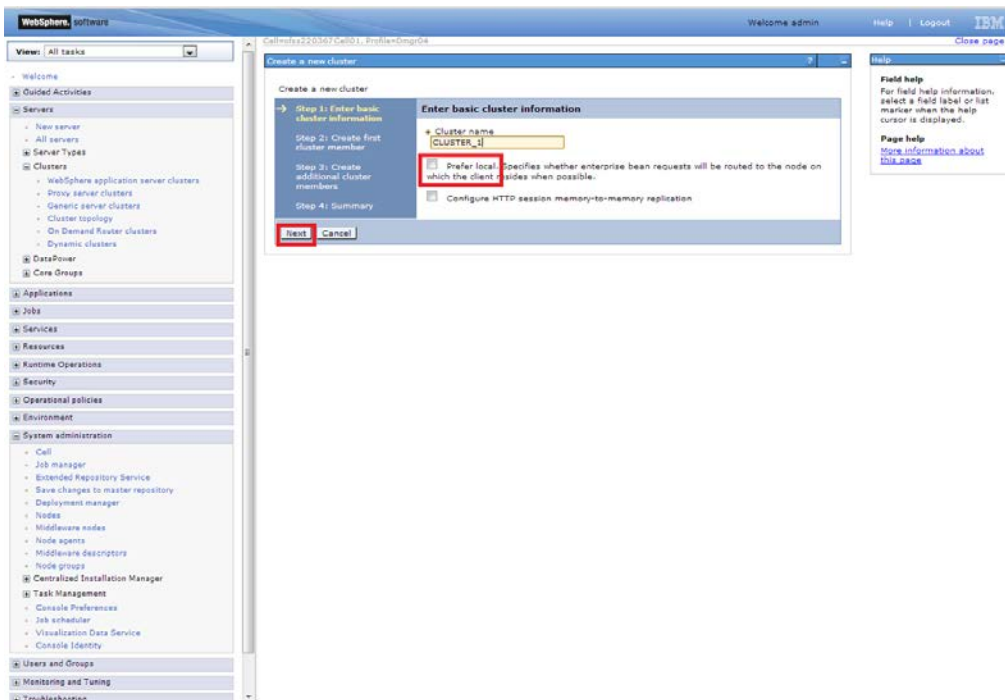 WebSphere. software
Welcome admin
Help | Logout
IBM
View: All tasks
Welcome
Guided Activities
Servers
New server
All servers
Server Types
Clusters
WebSphere application server clusters
Proxy server clusters
Generic server clusters
Cluster topology
On Demand Router clusters
Dynamic clusters
DataPower
Core Groups
Applications
Jobs
Services
Resources
Runtime Operations
Security
Operational policies
Environment
System administration
Cell
Job manager
Extended Repository Service
Save changes to master repository
Deployment manager
Nodes
Middleware nodes
Node agents
Middleware descriptors
Node groups
Centralized Installation Manager
Task Management
Console Preferences
Job scheduler
Visualization Data Service
Console Identity
Users and Groups
Monitoring and Tuning
Troubleshooting
Profile=Dmgr04
Close page
Create a new cluster
?
Create a new cluster
Step 1: Enter basic
cluster information
Step 2: Create first
cluster member
Step 3: Create
additional cluster
members
Step 4: Summary
Enter basic cluster information
Cluster name
CLUSTER_1
Prefer local. Specifies whether enterprise bean requests will be routed to the node on
which the client resides when possible.
Configure HTTP session memory-to-memory replication
Next Cancel
Help
Field help
For field help information,
select a field label or list
marker when the help
cursor is displayed.
Page help
More information about
this page